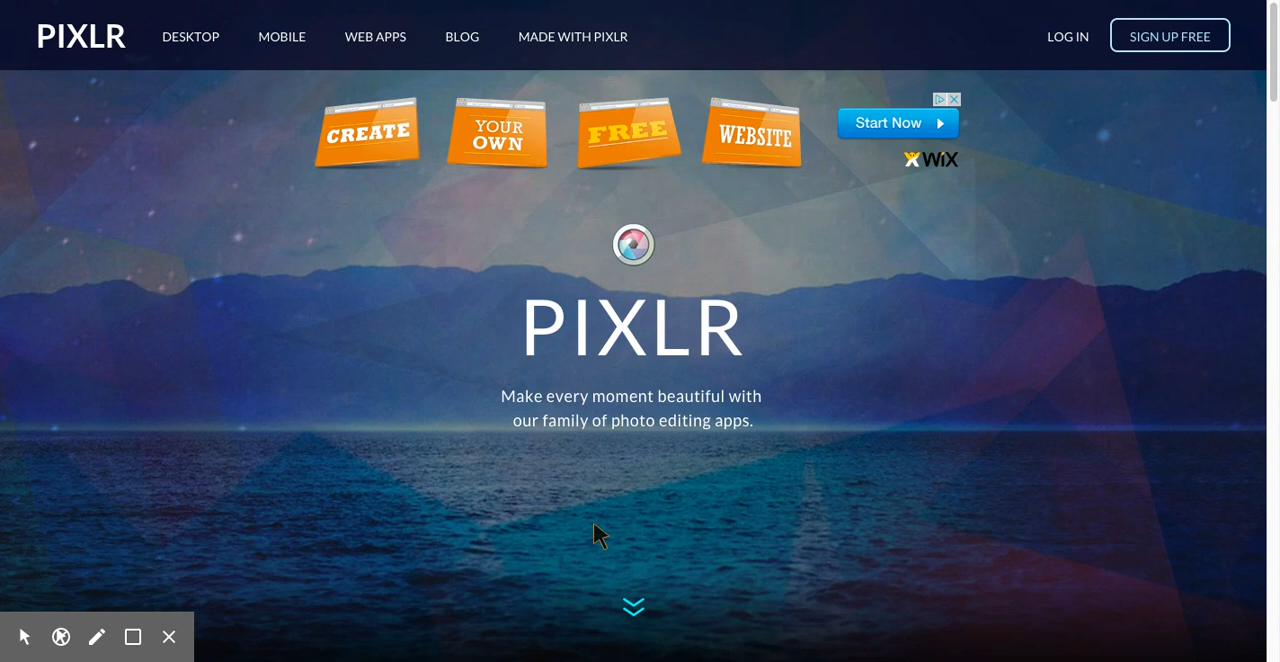 PIXLR DESKTOP MOBILE WEB APPS BLOG MADE WITH PIXLR LOG IN SIGN UP FREE
CREATE
YOUR
OWN
FREE
WEBSITE
Start Now
WiX
PIXLR
Make every moment beautiful with
our family of photo editing apps.